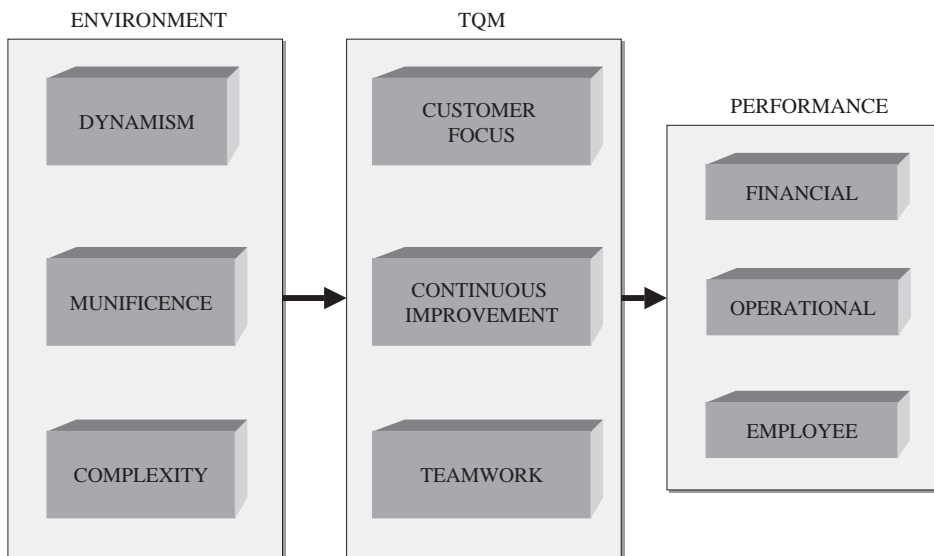 ENVIRONMENT
DYNAMISM
MUNIFICENCE
COMPLEXITY
TQM
CUSTOMER
FOCUS
CONTINUOUS
IMPROVEMENT
TEAMWORK
PERFORMANCE
FINANCIAL
OPERATIONAL
EMPLOYEE